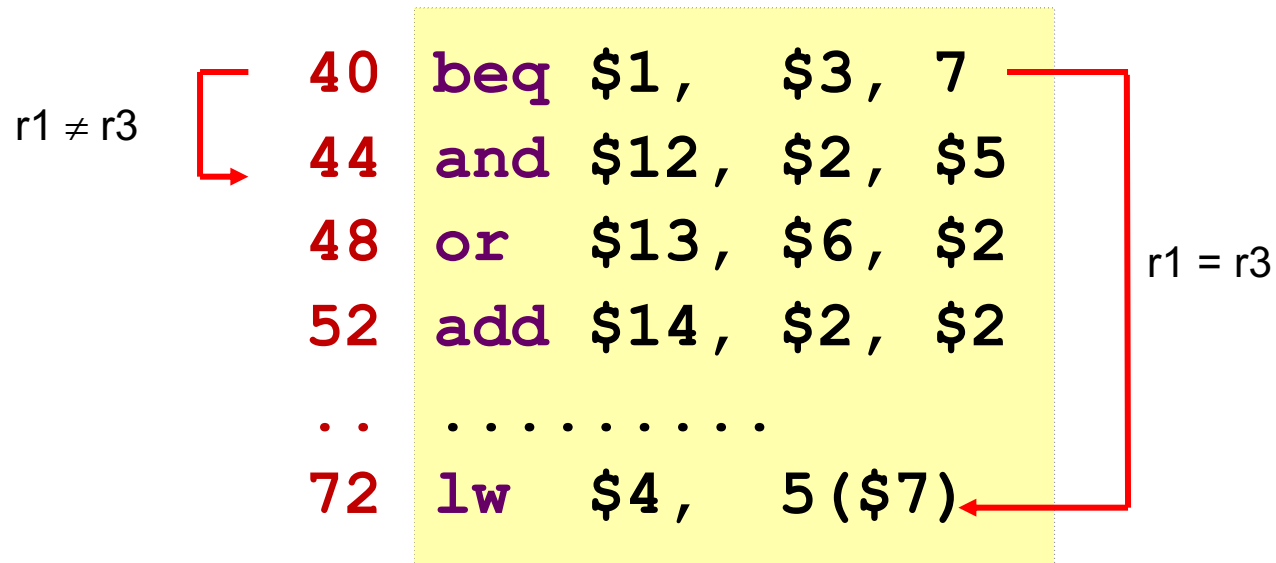 40 beq $1, $3, 7
r1 ≠ r3
44 and $12, $2, $5
48 or $13, $6, $2
r1 = r3
52 add $14, $2, $2
.. .........
72 lw $4, 5($7)